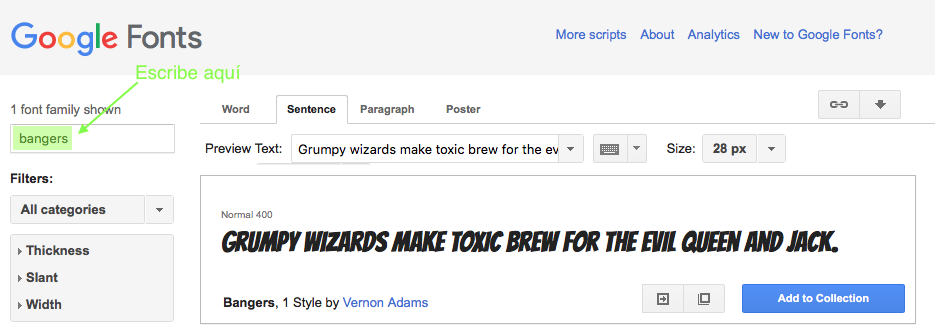 Google Fonts
More scripts About Analytics New to Google Fonts?
Escribe aquí
1 font family shown
bangers
Word Sentence Paragraph Poster
Preview Text: Grumpy wizards make toxic brew for the ev Size: 28 px
Filters:
All categories
Thickness
Slant
Width
Normal 400
GRUMPY WIZARDS MAKE TOXIC BREW FOR THE EVIL QUEEN AND JACK.
Bangers, 1 Style by Vernon Adams
Add to Collection